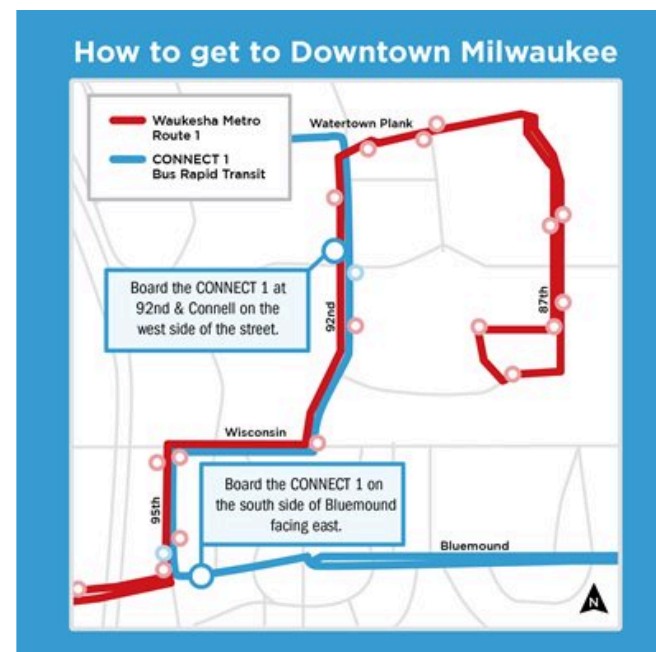 How to get to Downtown Milwaukee
Waukesha Metro
Route 1
CONNECT 1
Bus Rapid Transit
Watertown Plank
Board the CONNECT 1 at
92nd & Connell on the
west side of the street.
92nd
87th
Wisconsin
Board the CONNECT 1 on
the south side of Bluemound
facing east.
95th
Bluemound
N